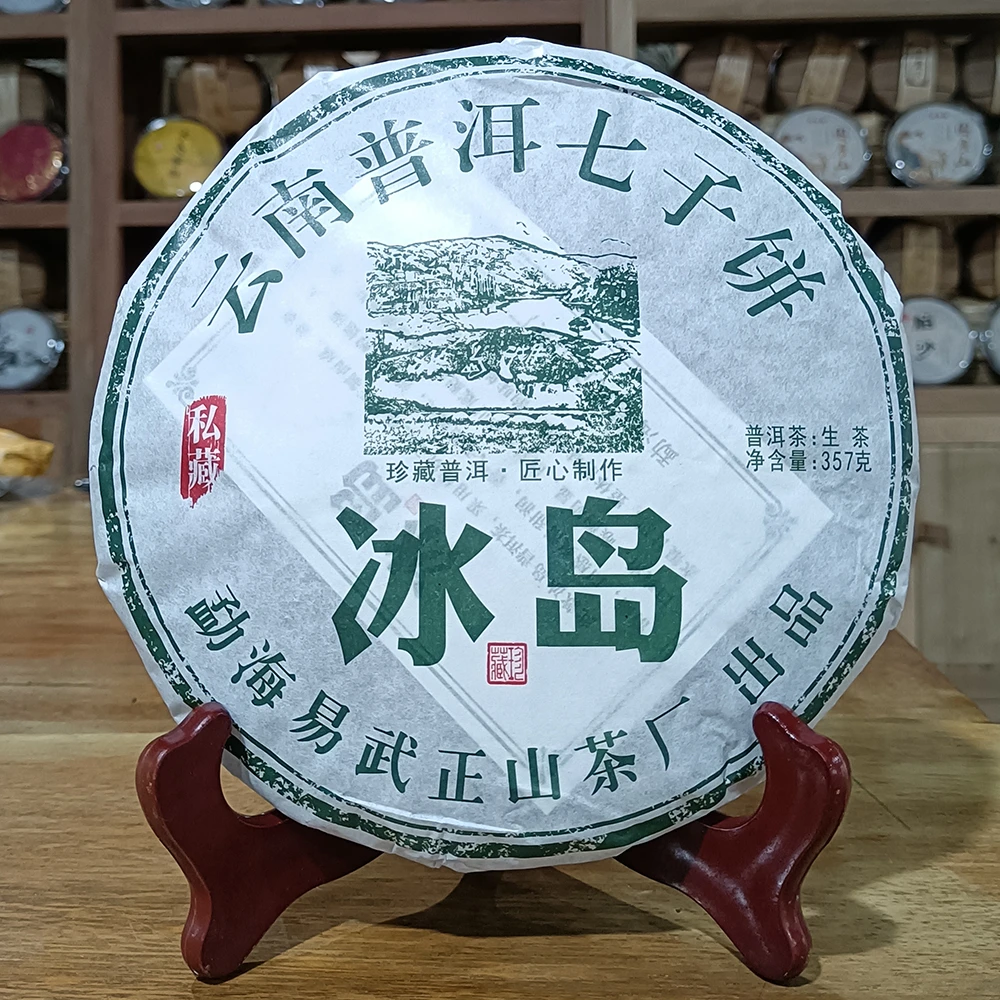 云南普洱七子饼
私藏
普洱茶:生 茶
净含量:357克
珍藏普洱·匠心制作
冰岛
珍藏
勐海易武正山茶厂出品